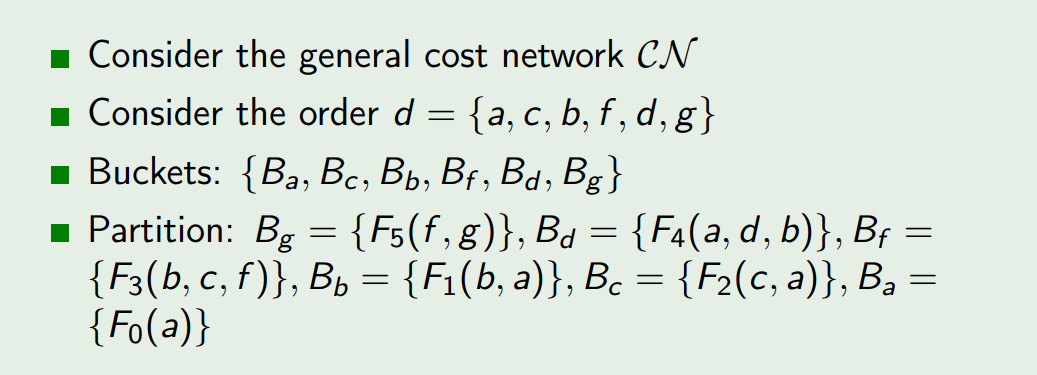 Consider the general cost network 𝒞𝒩
Consider the order d = {a, c, b, f, d, g}
Buckets: {B_a, B_c, B_b, B_f, B_d, B_g}
Partition: B_g = {F_5(f, g)}, B_d = {F_4(a, d, b)}, B_f =
{F_3(b, c, f)}, B_b = {F_1(b, a)}, B_c = {F_2(c, a)}, B_a =
{F_0(a)}